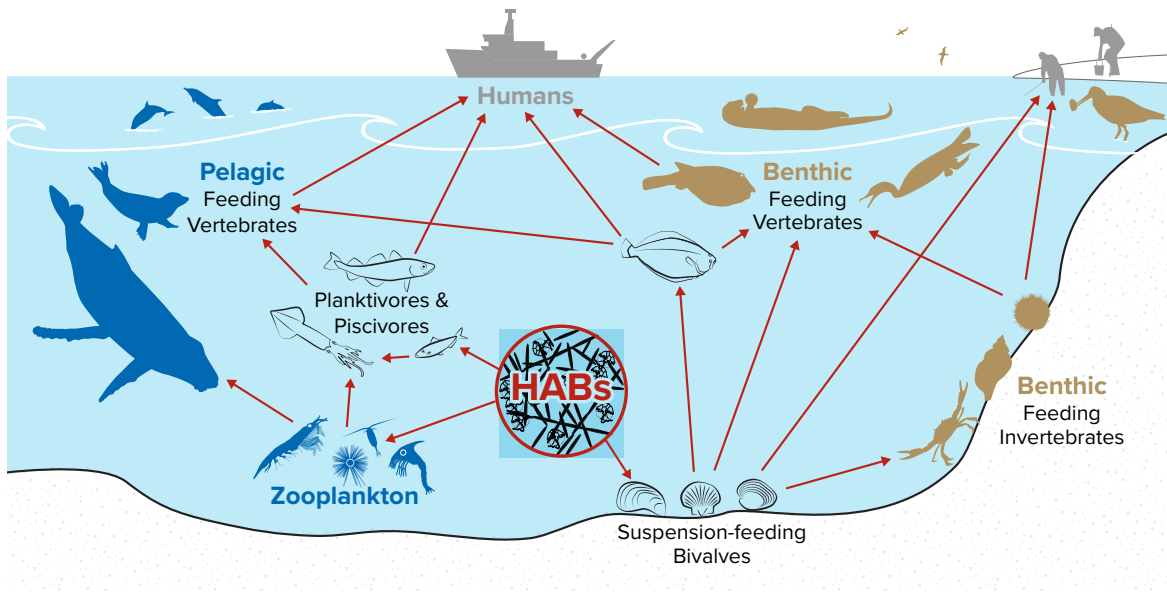 Humans
Pelagic
Feeding
Vertebrates
Benthic
Feeding
Vertebrates
Planktivores &
Piscivores
HABs
Benthic
Feeding
Invertebrates
Zooplankton
Suspension-feeding
Bivalves